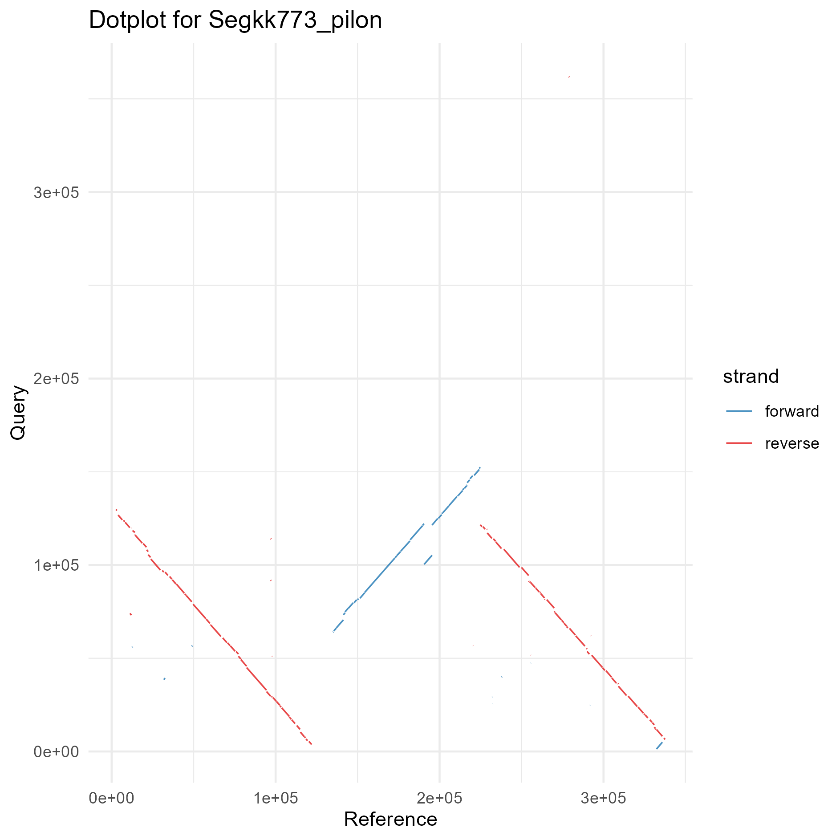 Dotplot for Segkk773_pilon
3e+05
2e+05
1e+05
0e+00
Query
0e+00
1e+05
2e+05
3e+05
Reference
strand
forward
reverse